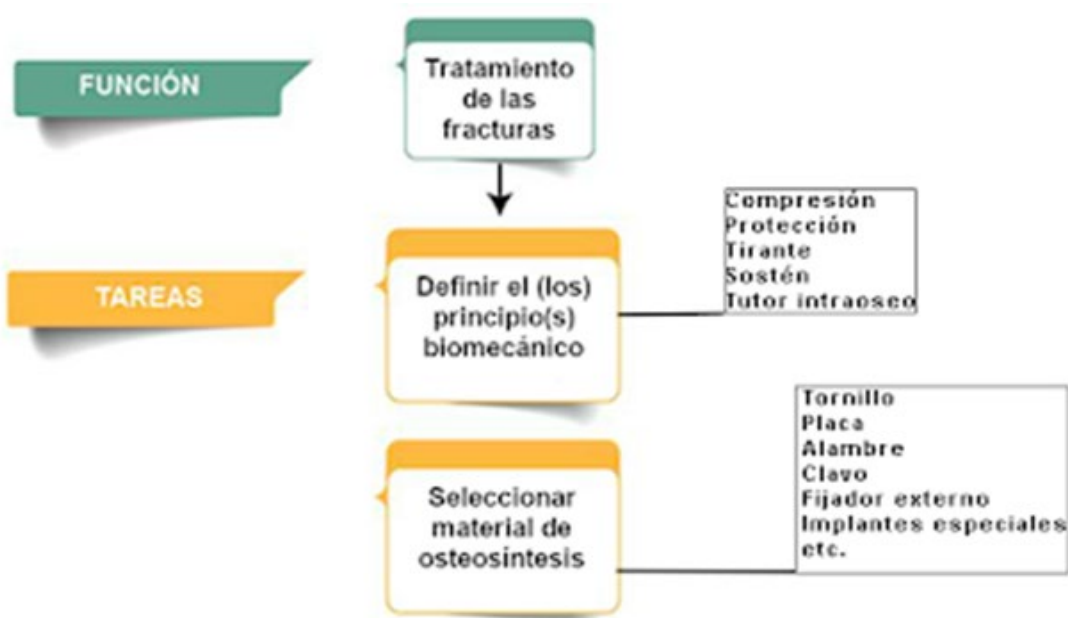 FUNCIÓN
Tratamiento
de las
fracturas
TAREAS
Definir el (los)
principio(s)
biomecánico
Compresión
Protección
Tirante
Sostén
Tutor intraoseo
Seleccionar
material de
osteosíntesis
Tornillo
Placa
Alambre
Clavo
Fijador externo
Implantes especiales
etc.